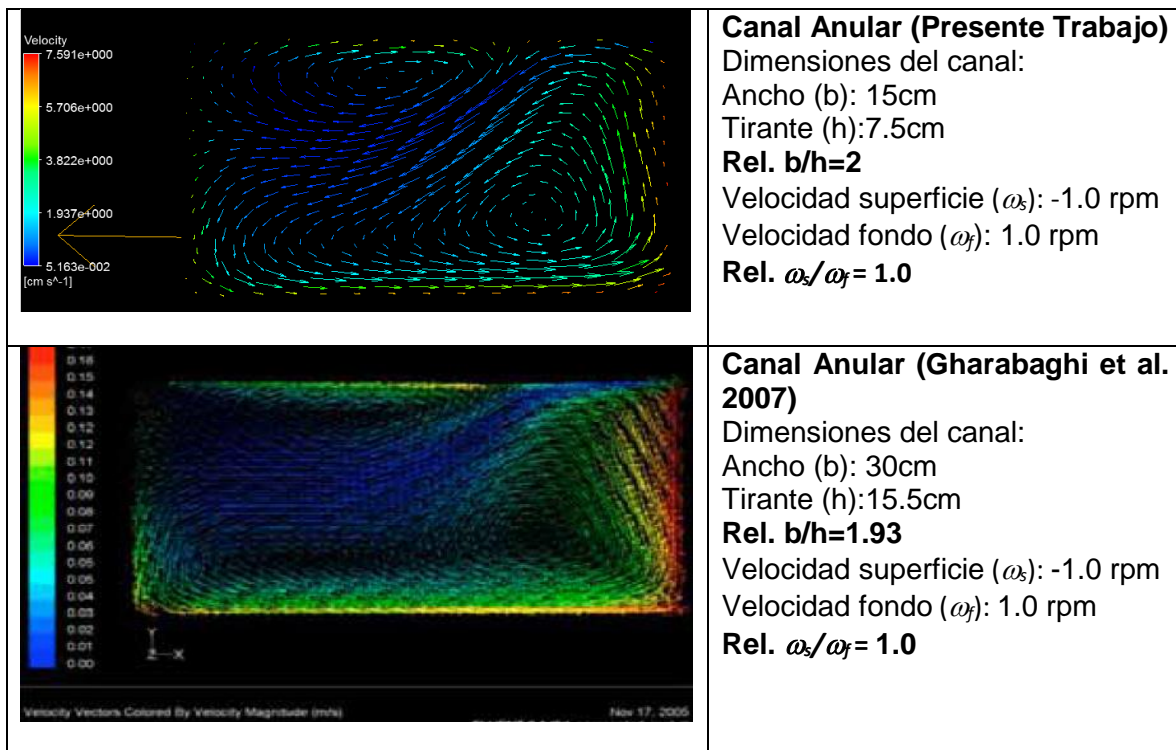 Velocity
7.591e+000
5.706e+000
3.822e+000
1.937e+000
5.163e-002
[cm s^-1]
Canal Anular (Presente Trabajo)
Dimensiones del canal:
Ancho (b): 15cm
Tirante (h):7.5cm
Rel. b/h=2
Velocidad superficie (ωs): -1.0 rpm
Velocidad fondo (ωf): 1.0 rpm
Rel. ωs/ωf = 1.0
0.16
0.15
0.14
0.13
0.12
0.11
0.10
0.09
0.08
0.07
0.06
0.05
0.05
0.04
0.03
0.02
0.01
0.00
Y
Z X
Velocity Vectors Colored By Velocity Magnitude (m/s)
Nov 17, 2005
Canal Anular (Gharabaghi et al.
2007)
Dimensiones del canal:
Ancho (b): 30cm
Tirante (h):15.5cm
Rel. b/h=1.93
Velocidad superficie (ωs): -1.0 rpm
Velocidad fondo (ωf): 1.0 rpm
Rel. ωs/ωf = 1.0